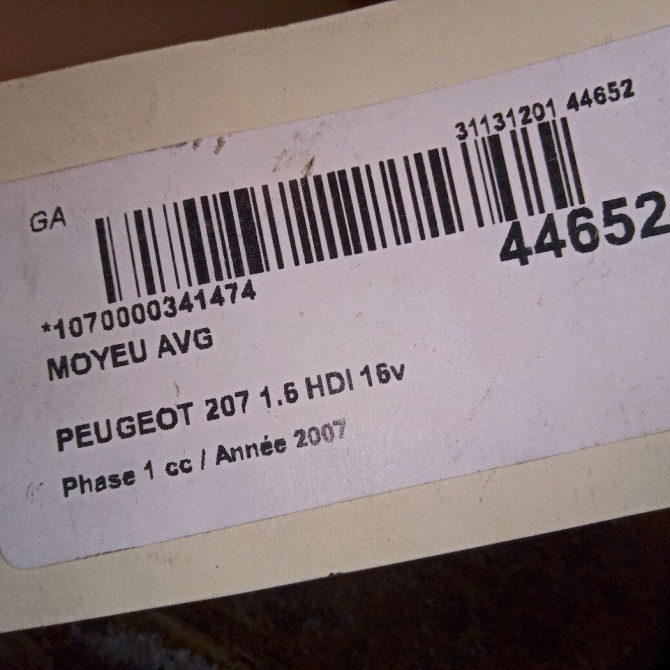 31131201 44652
GA
44652
*1070000341474
MOYEU AVG
PEUGEOT 207 1.6 HDI 16v
Phase 1 cc / Année 2007